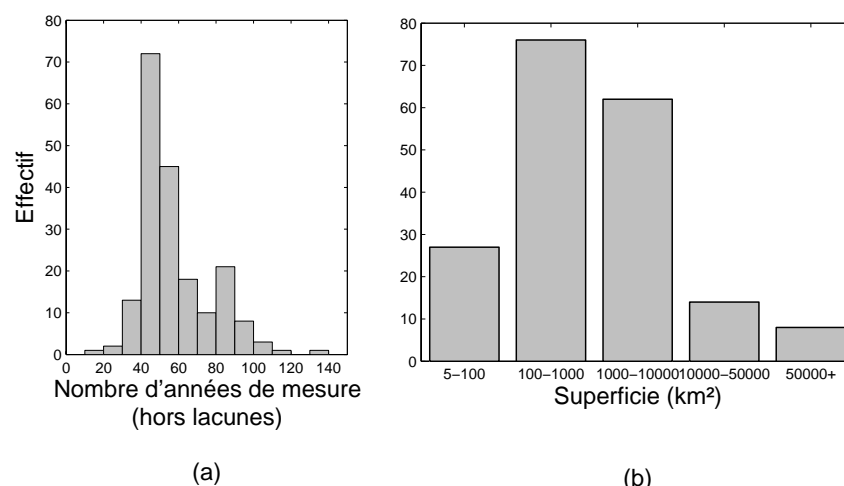 80
70
60
50
40
30
20
10
0
Effectif
0 20 40 60 80 100 120 140
Nombre d'années de mesure
(hors lacunes)
(a)
80
70
60
50
40
30
20
10
0
5−100 100−1000 1000−10000 10000−50000 50000+
Superficie (km²)
(b)